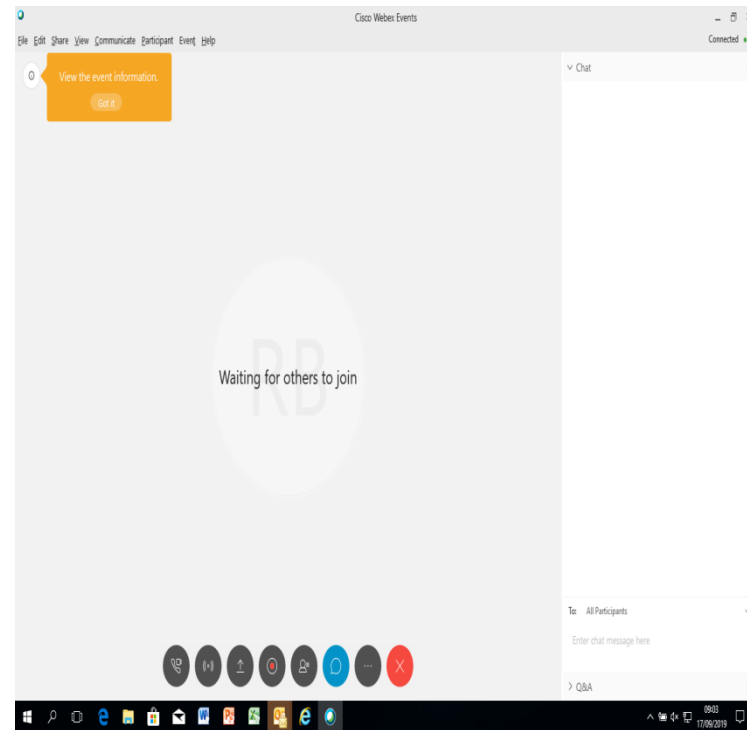 Cisco Webex Events
File Edit Share View Communicate Participant Event Help
Connected
View the event information.
Got it
Chat
RB
Waiting for others to join
To: All Participants
Enter chat message here
Q&A
09:03
17/09/2019